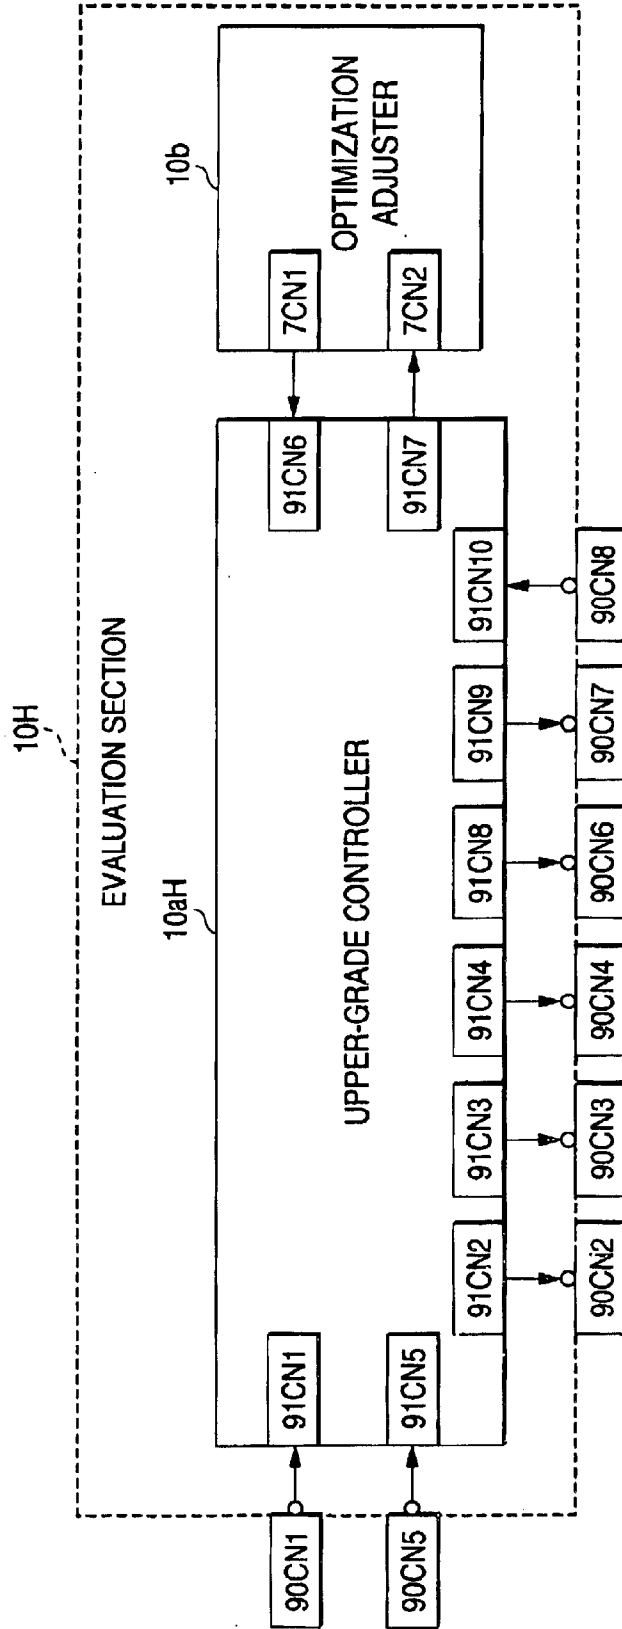 10H
EVALUATION SECTION
10aH
10b
UPPER-GRADE CONTROLLER
OPTIMIZATION
ADJUSTER
90CN1
91CN1
91CN6
7CN1
90CN5
91CN5
91CN7
7CN2
91CN2
91CN3
91CN4
91CN8
91CN9
91CN10
90CN2
90CN3
90CN4
90CN6
90CN7
90CN8